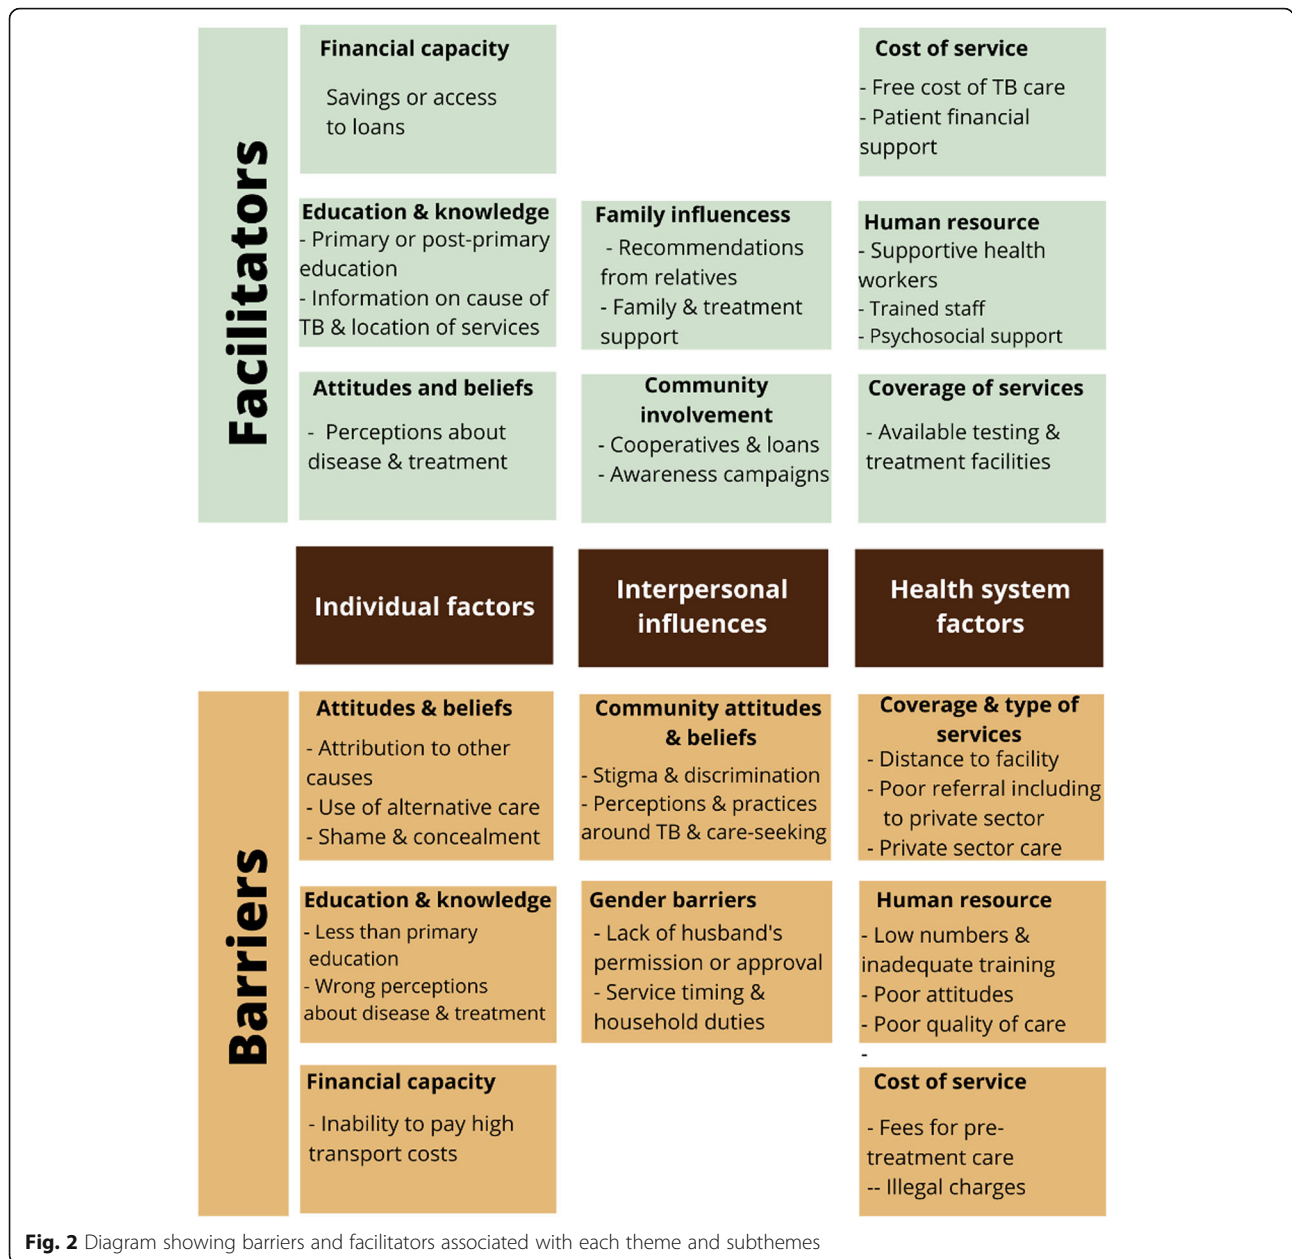 Facilitators
Financial capacity
Savings or access
to loans
Cost of service
- Free cost of TB care
- Patient financial
support
Education & knowledge
- Primary or post-primary
education
- Information on cause of
TB & location of services
Family influencess
- Recommendations
from relatives
- Family & treatment
support
Human resource
- Supportive health
workers
- Trained staff
- Psychosocial support
Attitudes and beliefs
- Perceptions about
disease & treatment
Community
involvement
- Cooperatives & loans
- Awareness campaigns
Coverage of services
- Available testing &
treatment facilities
Individual factors
Interpersonal
influences
Health system
factors
Barriers
Attitudes & beliefs
- Attribution to other
causes
- Use of alternative care
- Shame & concealment
Community attitudes
& beliefs
- Stigma & discrimination
- Perceptions & practices
around TB & care-seeking
Coverage & type of
services
- Distance to facility
- Poor referral including
to private sector
- Private sector care
Education & knowledge
- Less than primary
education
- Wrong perceptions
about disease & treatment
Gender barriers
- Lack of husband's
permission or approval
- Service timing &
household duties
Human resource
- Low numbers &
inadequate training
- Poor attitudes
- Poor quality of care
-
Financial capacity
- Inability to pay high
transport costs
Cost of service
- Fees for pre-
treatment care
-- Illegal charges
Fig. 2 Diagram showing barriers and facilitators associated with each theme and subthemes